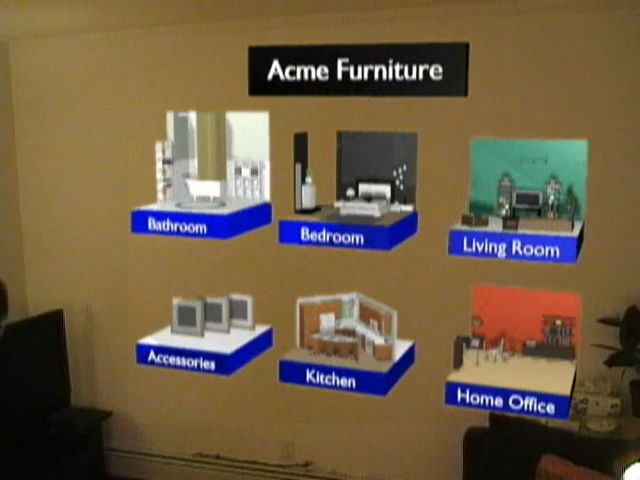 Acme Furniture
Bathroom
Bedroom
Living Room
Accessories
Kitchen
Home Office